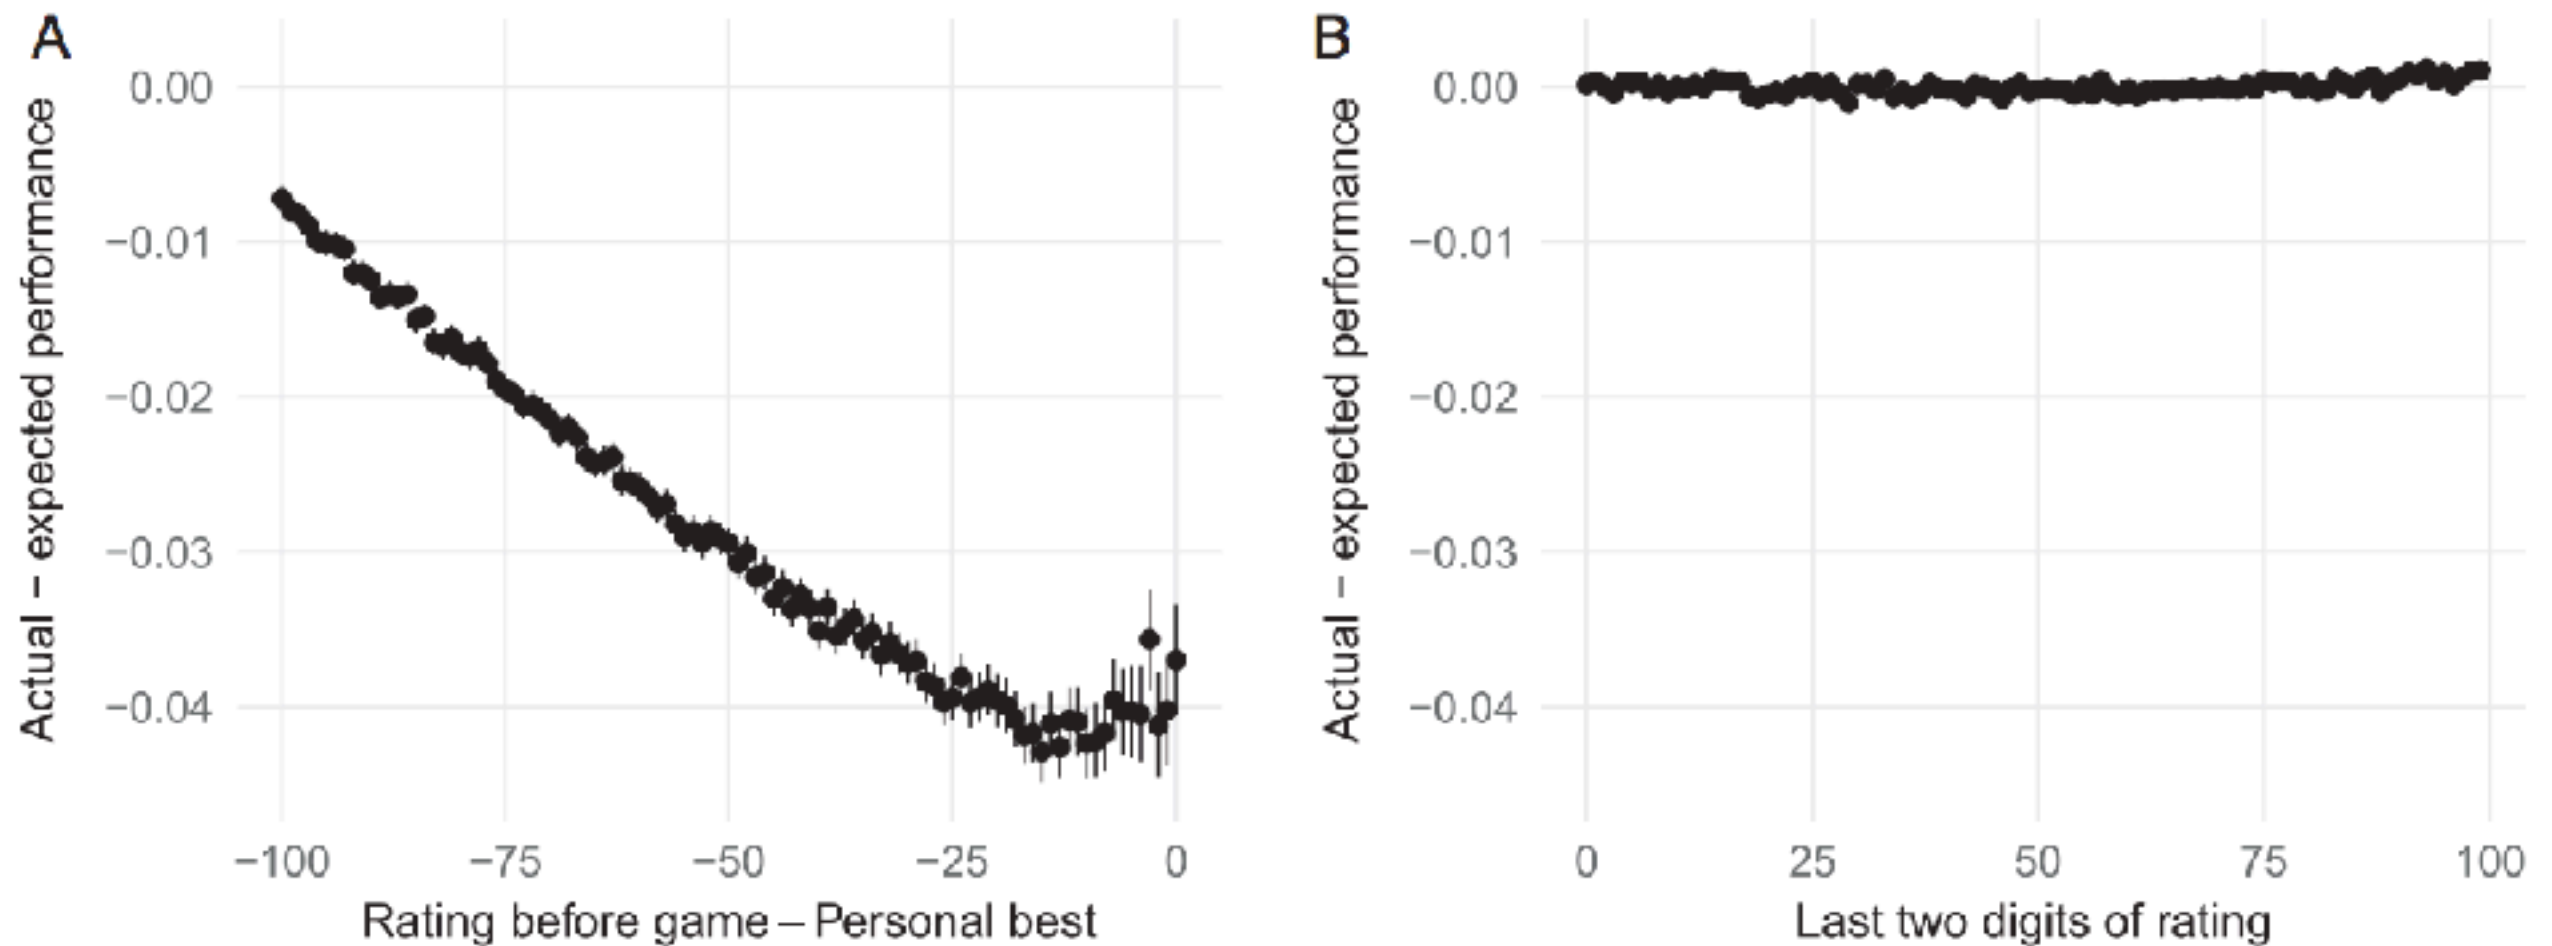 A
Actual – expected performance
0.00
−0.01
−0.02
−0.03
−0.04
−100 −75 −50 −25 0
Rating before game – Personal best
B
Actual – expected performance
0.00
−0.01
−0.02
−0.03
−0.04
0 25 50 75 100
Last two digits of rating